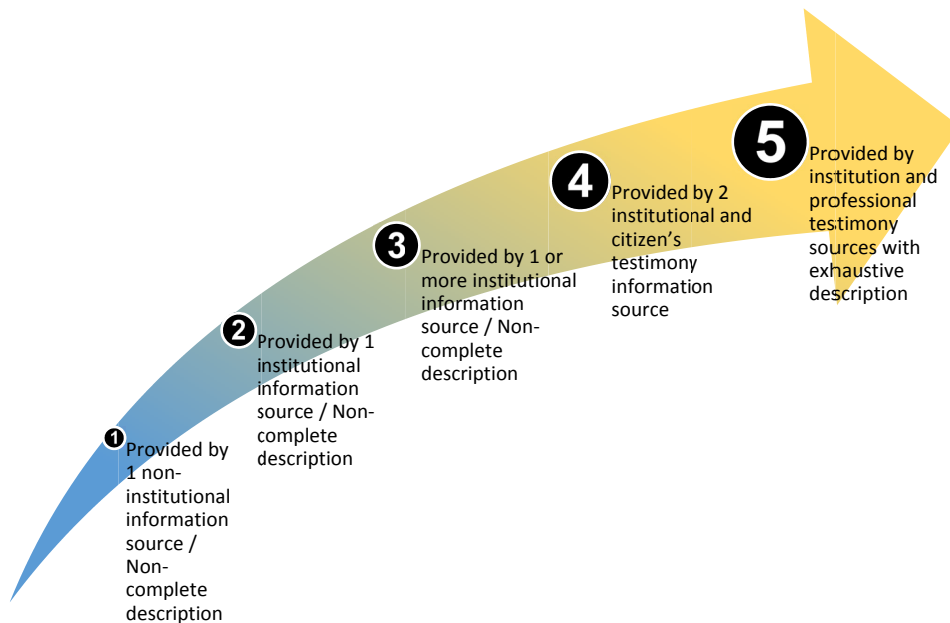 1
Provided by
1 non-
institutional
information
source /
Non-
complete
description
2
Provided by 1
institutional
information
source / Non-
complete
description
3
Provided by 1 or
more institutional
information
source / Non-
complete
description
4
Provided by 2
institutional and
citizen's
testimony
information
source
5
Provided by
institution and
professional
testimony
sources with
exhaustive
description